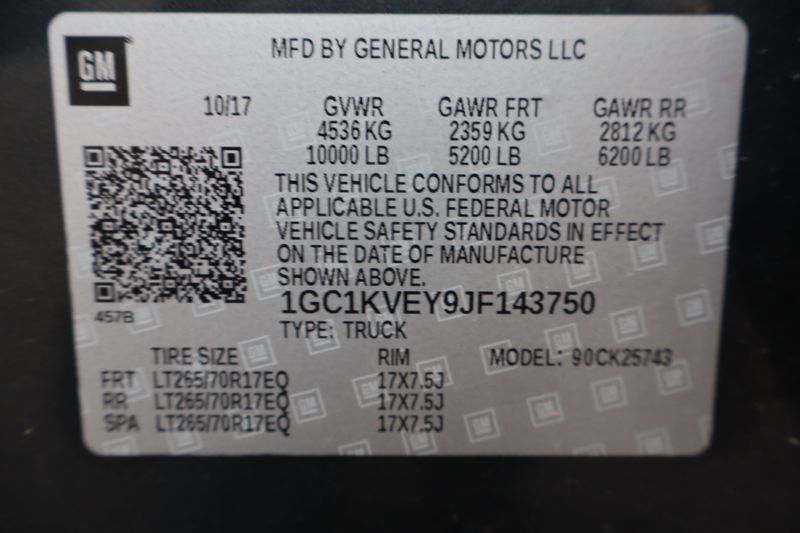 GM
MFD BY GENERAL MOTORS LLC
10/17 GVWR GAWR FRT GAWR RR
4536 KG 2359 KG 2812 KG
10000 LB 5200 LB 6200 LB
THIS VEHICLE CONFORMS TO ALL
APPLICABLE U.S. FEDERAL MOTOR
VEHICLE SAFETY STANDARDS IN EFFECT
ON THE DATE OF MANUFACTURE
SHOWN ABOVE.
1GC1KVEY9JF143750
457B
TYPE: TRUCK
TIRE SIZE RIM MODEL: 90CK25743
FRT LT265/70R17EQ 17X7.5J
RR LT265/70R17EQ 17X7.5J
SPA LT265/70R17EQ 17X7.5J